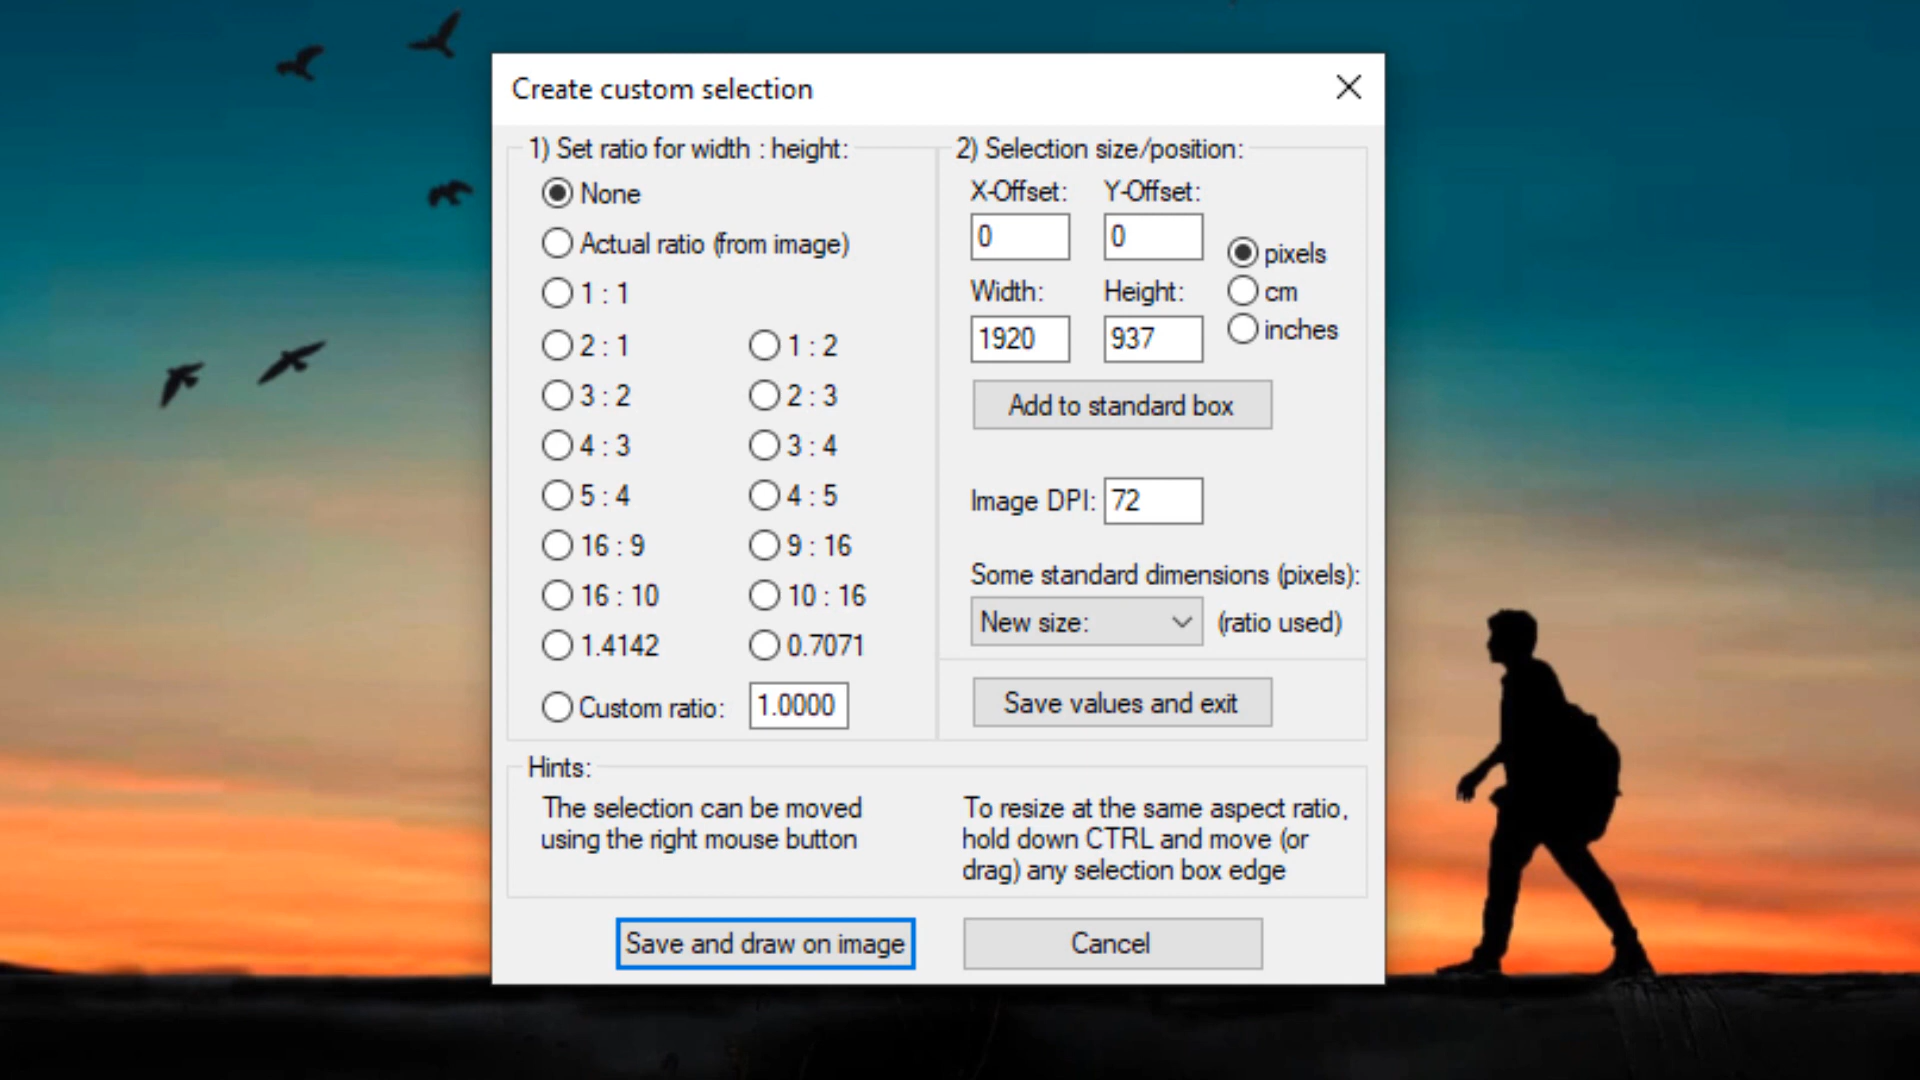 Create custom selection
1) Set ratio for width : height:
None
Actual ratio (from image)
1 : 1
2 : 1
1 : 2
3 : 2
2 : 3
4 : 3
3 : 4
5 : 4
4 : 5
16 : 9
9 : 16
16 : 10
10 : 16
1.4142
0.7071
Custom ratio: 1.0000
2) Selection size/position:
X-Offset: Y-Offset:
0 0
Width: Height:
1920 937
pixels
cm
inches
Add to standard box
Image DPI: 72
Some standard dimensions (pixels):
New size: (ratio used)
Save values and exit
Hints:
The selection can be moved
using the right mouse button
To resize at the same aspect ratio,
hold down CTRL and move (or
drag) any selection box edge
Save and draw on image
Cancel